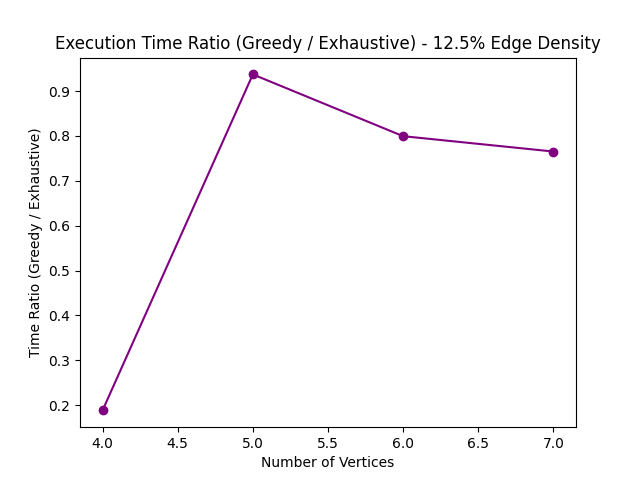 Execution Time Ratio (Greedy / Exhaustive) - 12.5% Edge Density
Time Ratio (Greedy / Exhaustive)
0.9
0.8
0.7
0.6
0.5
0.4
0.3
0.2
4.0 4.5 5.0 5.5 6.0 6.5 7.0
Number of Vertices